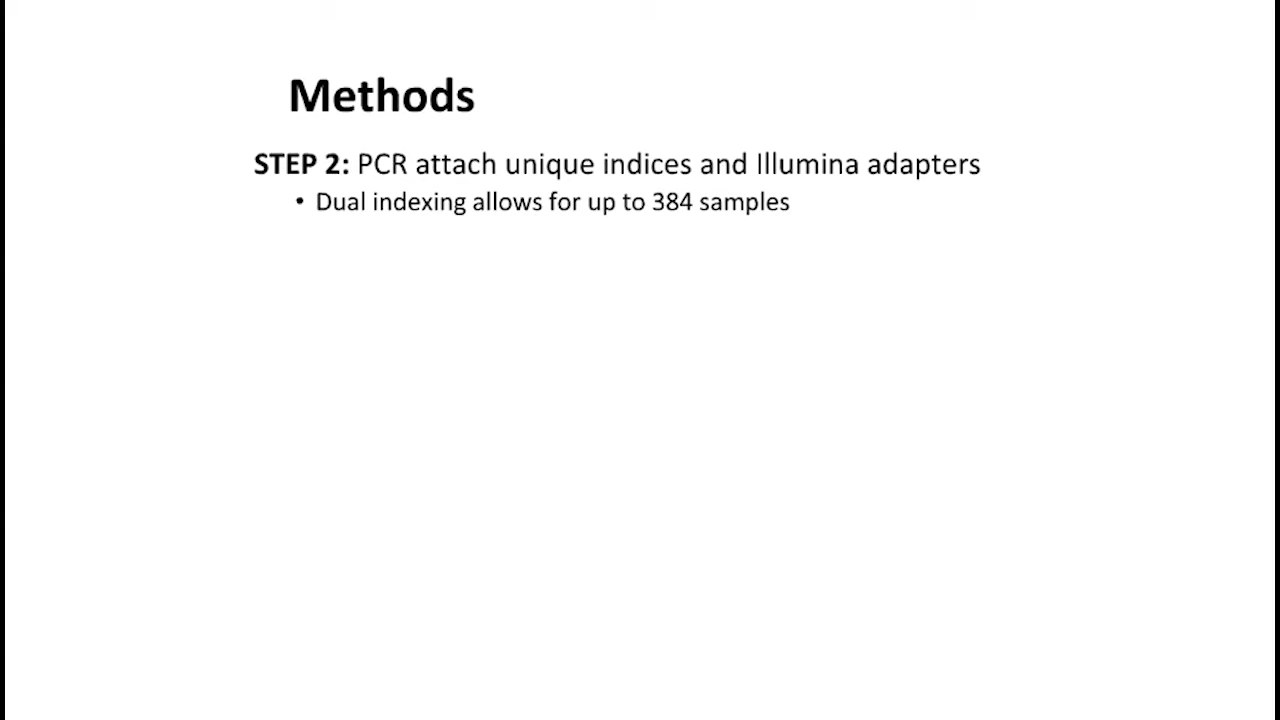 Methods
STEP 2: PCR attach unique indices and Illumina adapters
• Dual indexing allows for up to 384 samples